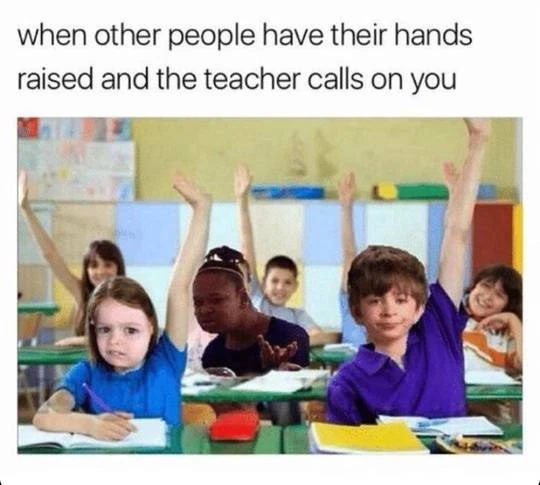 when other people have their hands
raised and the teacher calls on you